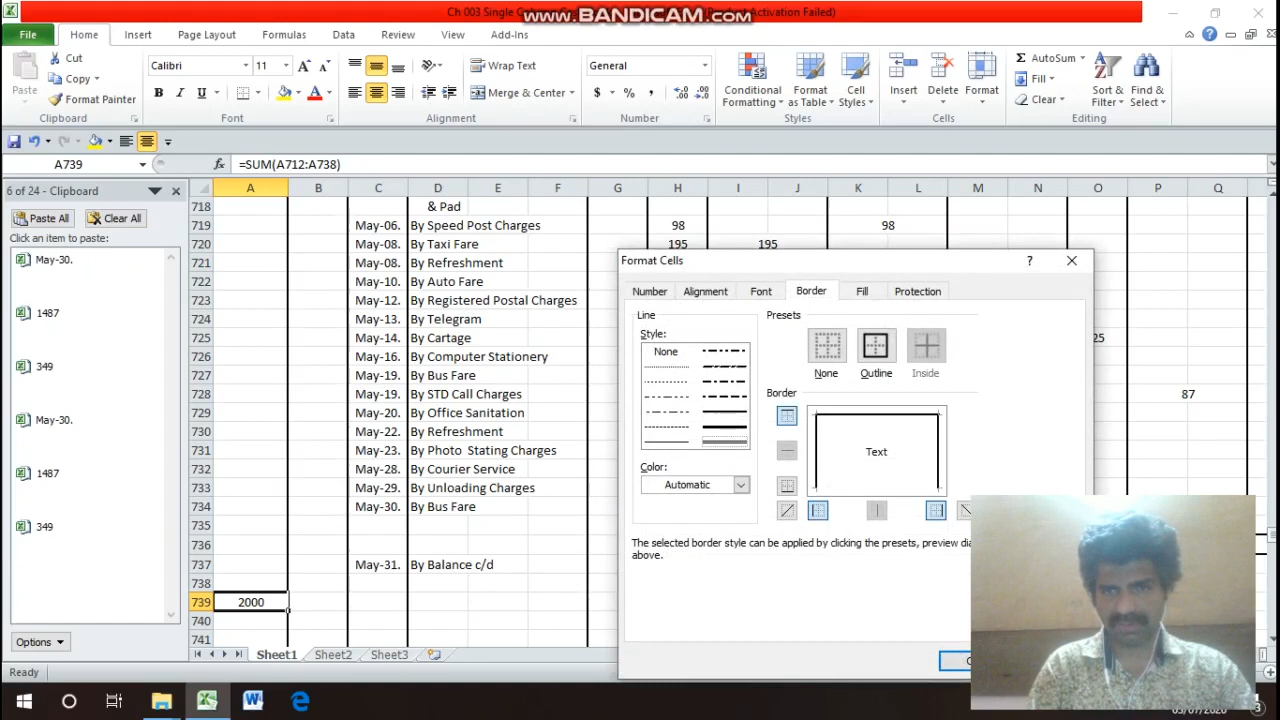 Ch 003 Single
Activation Failed)
www.BANDICAM.com
File Home Insert Page Layout Formulas Data Review View Add-Ins
Paste
Cut
Copy
Format Painter
Clipboard
Calibri 11 A A
B I U A
Font
Wrap Text
Merge & Center
Alignment
General
$ % ,
Number
Conditional Formatting
Format as Table
Cell Styles
Styles
Insert Delete Format
Cells
Σ AutoSum
Fill
Clear
Sort & Filter
Find & Select
Editing
A739 fx =SUM(A712:A738)
6 of 24 - Clipboard
Paste All Clear All
Click an item to paste:
May-30.
1487
349
May-30.
1487
349
Options
A B C D E F G H I J K L M N O P Q
718 & Pad
719 May-06. By Speed Post Charges 98 98
720 May-08. By Taxi Fare 195 195
721 May-08. By Refreshment
722 May-10. By Auto Fare
723 May-12. By Registered Postal Charges
724 May-13. By Telegram
725 May-14. By Cartage 25
726 May-16. By Computer Stationery
727 May-19. By Bus Fare
728 May-19. By STD Call Charges 87
729 May-20. By Office Sanitation
730 May-22. By Refreshment
731 May-23. By Photo Stating Charges
732 May-28. By Courier Service
733 May-29. By Unloading Charges
734 May-30. By Bus Fare
735
736
737 May-31. By Balance c/d
738
739 2000
740
741
Format Cells ?
Number Alignment Font Border Fill Protection
Line
Style:
None
Color:
Automatic
Presets
None Outline Inside
Border
Text
The selected border style can be applied by clicking the presets, preview
above.
Sheet1 Sheet2 Sheet3
Ready